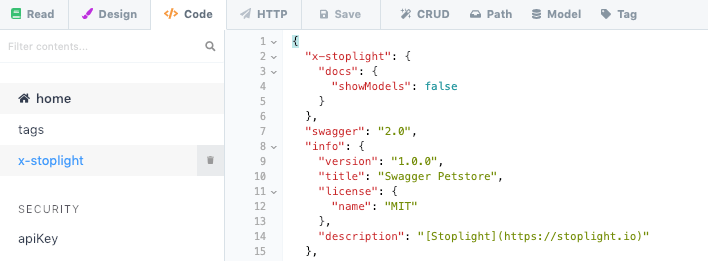 Read Design Code HTTP Save CRUD Path Model Tag
Filter contents...
home
tags
x-stoplight
SECURITY
apiKey
1 {
2 "x-stoplight": {
3 "docs": {
4 "showModels": false
5 }
6 },
7 "swagger": "2.0",
8 "info": {
9 "version": "1.0.0",
10 "title": "Swagger Petstore",
11 "license": {
12 "name": "MIT"
13 },
14 "description": "[Stoplight](https://stoplight.io)"
15 },